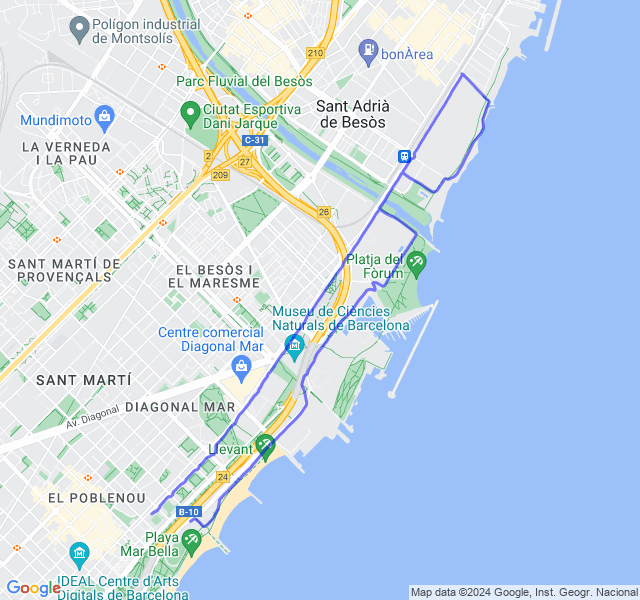 Polígon industrial
de Montsolís
210
bonÀrea
Parc Fluvial del Besòs
Sant Adrià
de Besòs
Ciutat Esportiva
Dani Jarque
Mundimoto
C-31
LA VERNEDA
I LA PAU
2
27
209
26
SANT MARTÍ DE
PROVENÇALS
EL BESÒS I
EL MARESME
Platja del
Fòrum
Museu de Ciències
Naturals de Barcelona
Centre comercial
Diagonal Mar
SANT MARTÍ
Av. Diagonal
DIAGONAL MAR
Llevant
24
EL POBLENOU
B-10
Playa
Mar Bella
IDEAL Centre d'Arts
Digitals de Barcelona
Google
Map data ©2024 Google, Inst. Geogr. Nacional